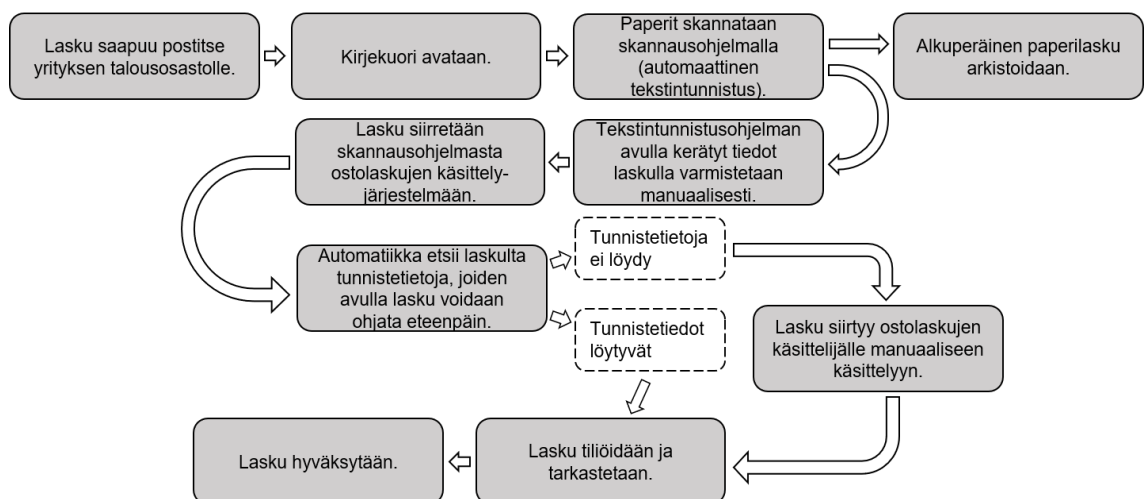 Lasku saapuu postitse
yrityksen talousosastolle.
Kirjekuori avataan.
Paperit skannataan
skannausohjelmalla
(automaattinen
tekstintunnistus).
Alkuperäinen paperilasku
arkistoidaan.
Tekstintunnistusohjelman
avulla kerätyt tiedot
laskulla varmistetaan
manuaalisesti.
Lasku siirretään
skannausohjelmasta
ostolaskujen käsittely-
järjestelmään.
Automatiikka etsii laskulta
tunnistetietoja, joiden
avulla lasku voidaan
ohjata eteenpäin.
Tunnistetietoja
ei löydy
Tunnistetiedot
löytyvät
Lasku siirtyy ostolaskujen
käsittelijälle manuaaliseen
käsittelyyn.
Lasku tiliöidään ja
tarkastetaan.
Lasku hyväksytään.